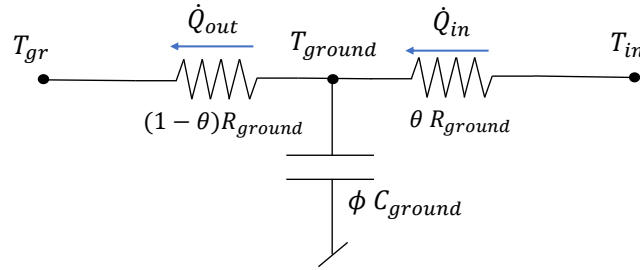 Q̇_out Q̇_in
T_gr T_ground T_in
(1 − θ)R_ground θ R_ground
ϕ C_ground